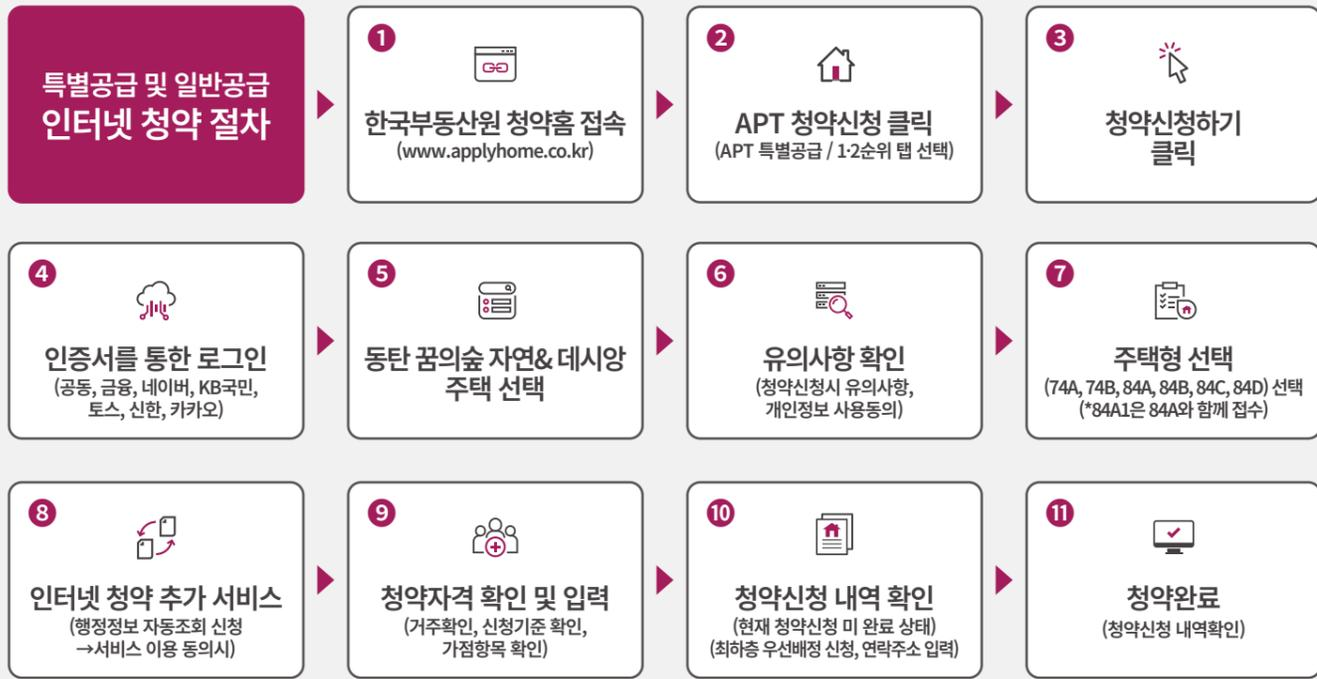 특별공급 및 일반공급
인터넷 청약 절차
1
한국부동산원 청약홈 접속
(www.applyhome.co.kr)
2
APT 청약신청 클릭
(APT 특별공급 / 1·2순위 탭 선택)
3
청약신청하기
클릭
4
인증서를 통한 로그인
(공동, 금융, 네이버, KB국민,
토스, 신한, 카카오)
5
동탄 꿈의숲 자연& 데시앙
주택 선택
6
유의사항 확인
(청약신청시 유의사항,
개인정보 사용동의)
7
주택형 선택
(74A, 74B, 84A, 84B, 84C, 84D) 선택
(*84A1은 84A와 함께 접수)
8
인터넷 청약 추가 서비스
(행정정보 자동조회 신청
→서비스 이용 동의시)
9
청약자격 확인 및 입력
(거주확인, 신청기준 확인,
가점항목 확인)
10
청약신청 내역 확인
(현재 청약신청 미 완료 상태)
(최하층 우선배정 신청, 연락주소 입력)
11
청약완료
(청약신청 내역확인)